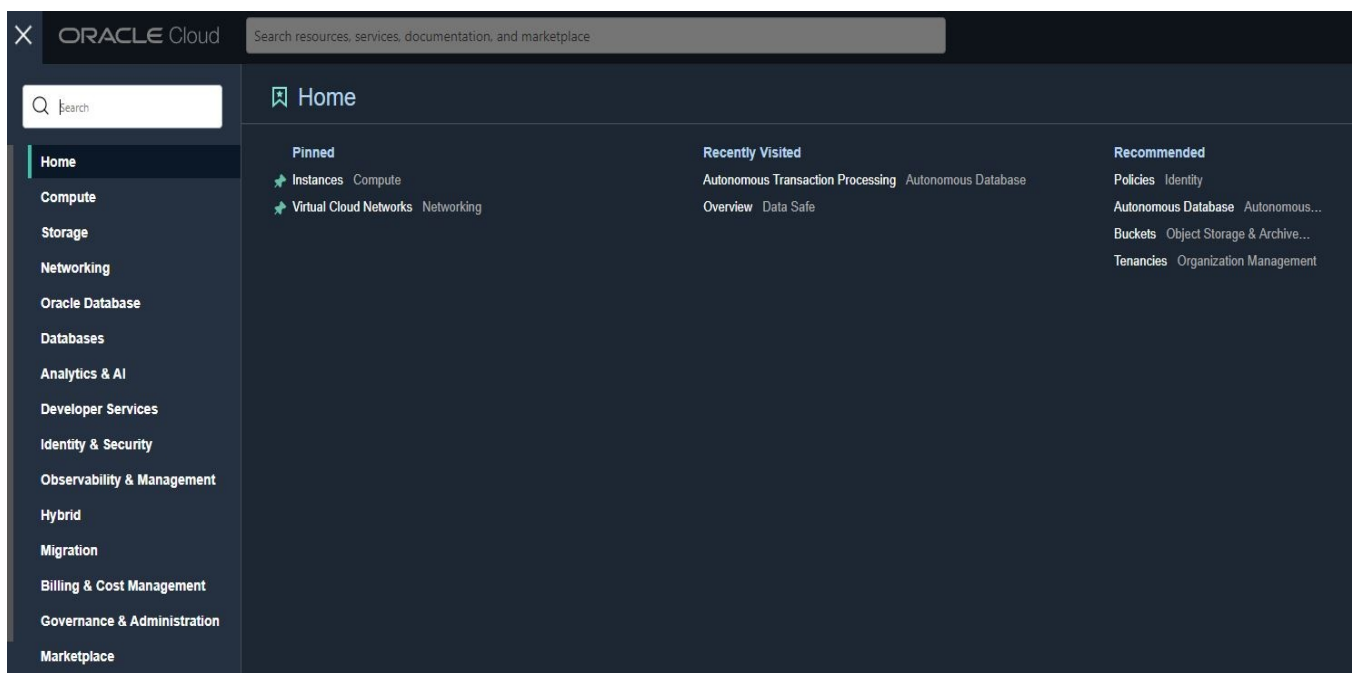 ORACLE Cloud
Search resources, services, documentation, and marketplace
Search
Home
Compute
Storage
Networking
Oracle Database
Databases
Analytics & AI
Developer Services
Identity & Security
Observability & Management
Hybrid
Migration
Billing & Cost Management
Governance & Administration
Marketplace
Home
Pinned
Instances Compute
Virtual Cloud Networks Networking
Recently Visited
Autonomous Transaction Processing Autonomous Database
Overview Data Safe
Recommended
Policies Identity
Autonomous Database Autonomous...
Buckets Object Storage & Archive...
Tenancies Organization Management